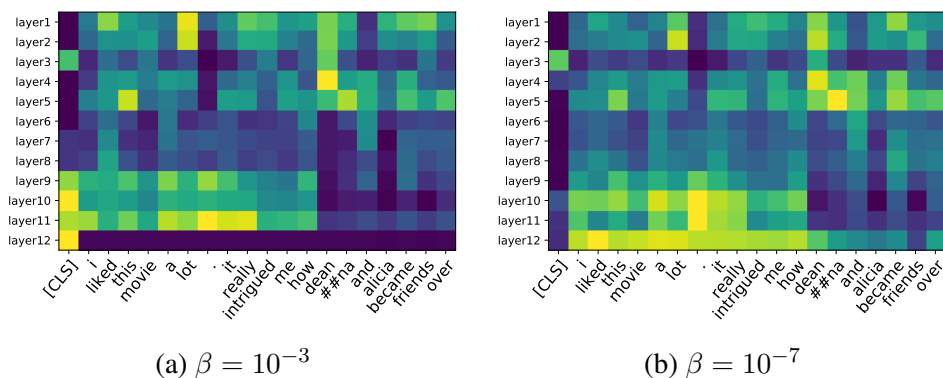 layer1
layer2
layer3
layer4
layer5
layer6
layer7
layer8
layer9
layer10
layer11
layer12
[CLS] i liked this movie a lot . it really intrigued me how dean ##na and alicia became friends over
(a) β = 10⁻³
layer1
layer2
layer3
layer4
layer5
layer6
layer7
layer8
layer9
layer10
layer11
layer12
[CLS] i liked this movie a lot . it really intrigued me how dean ##na and alicia became friends over
(b) β = 10⁻⁷